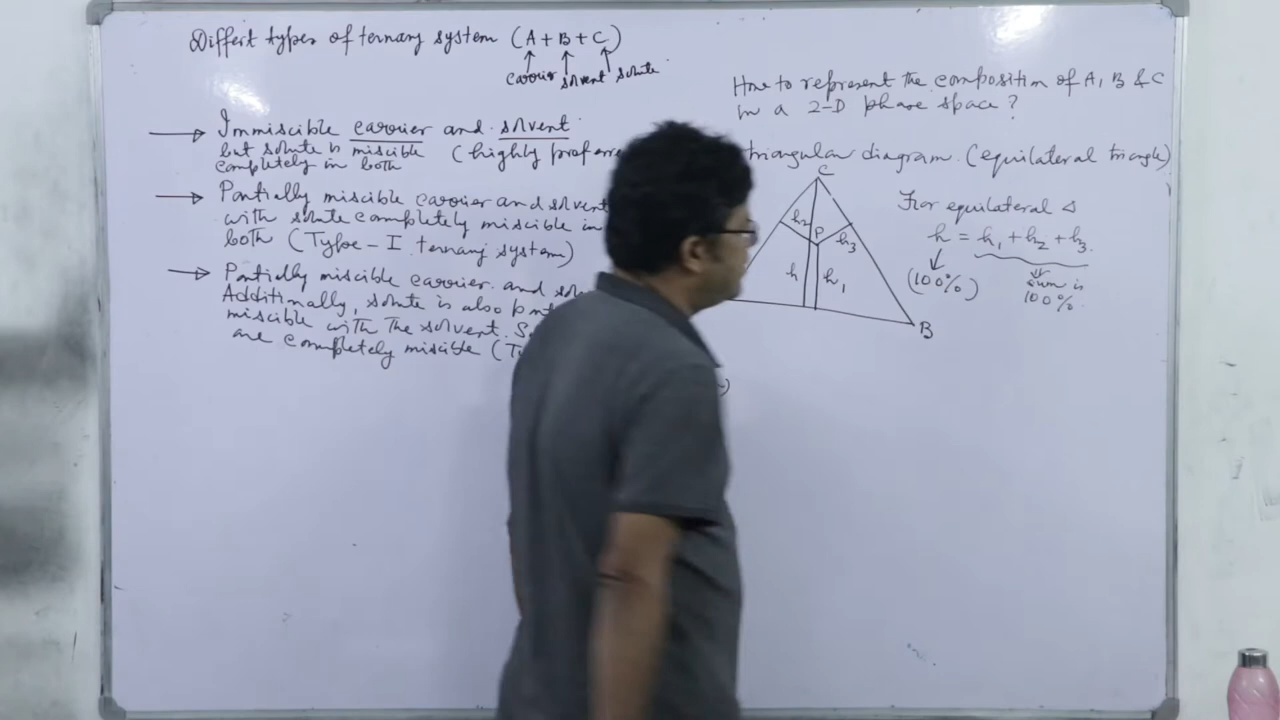 Differt types of ternary system (A + B + C)
carrier solvent solute
Immiscible carrier and solvent
but solute is miscible (highly
completely in both
Partially miscible carrier and solvent
with solute completely miscible in
both (Type-I ternary system)
Partially miscible carrier and
Additionally, solute is also
miscible with the solvent.
are completely miscible
How to represent the composition of A, B & C
in a 2-D phase space?
triangular diagram. (equilateral triangle)
C
h2
P
h3
h
h1
B
For equilateral Δ
h = h1 + h2 + h3.
(100%)
sum is
100%.